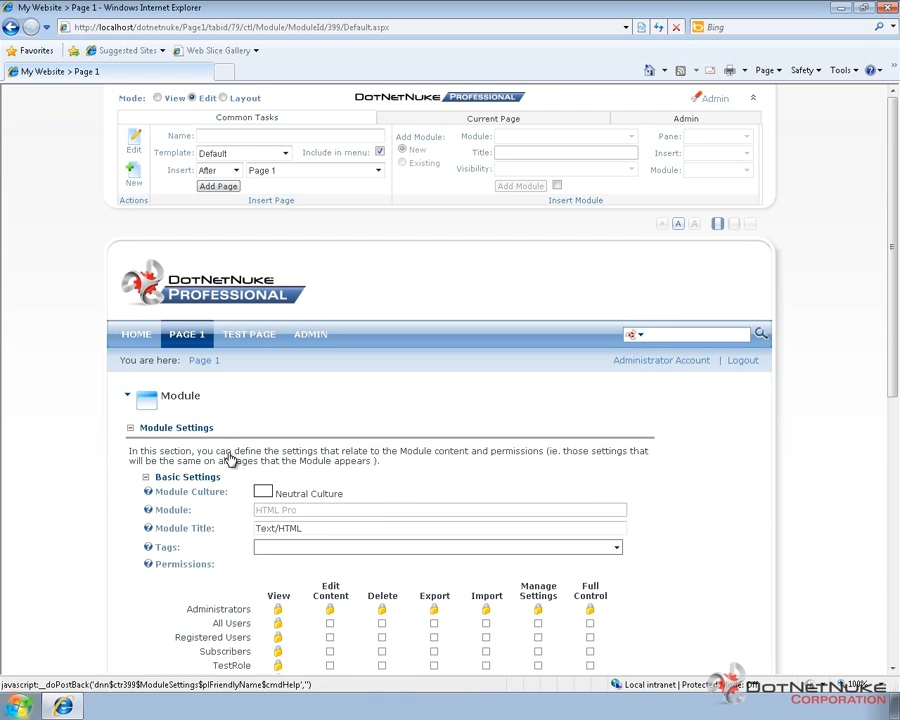 My Website > Page 1 - Windows Internet Explorer
http://localhost/dotnetnuke/Page1/tabid/79/ctl/Module/ModuleId/399/Default.aspx
Bing
Favorites
Suggested Sites
Web Slice Gallery
My Website > Page 1
Page
Safety
Tools
Mode: View Edit Layout
DOTNETNUKE PROFESSIONAL
Admin
Common Tasks
Current Page
Admin
Edit
New
Actions
Name:
Template: Default
Include in menu:
Insert: After Page 1
Add Page
Insert Page
Add Module:
New
Existing
Module:
Title:
Visibility:
Add Module
Pane:
Insert:
Module:
Insert Module
A A A
DOTNETNUKE
PROFESSIONAL
HOME PAGE 1 TEST PAGE ADMIN
You are here: Page 1
Administrator Account | Logout
Module
Module Settings
In this section, you can define the settings that relate to the Module content and permissions (ie. those settings that
will be the same on all pages that the Module appears ).
Basic Settings
Module Culture: Neutral Culture
Module: HTML Pro
Module Title: Text/HTML
Tags:
Permissions:
View Edit Content Delete Export Import Manage Settings Full Control
Administrators
All Users
Registered Users
Subscribers
TestRole
javascript:__doPostBack('dnn$ctr399$ModuleSettings$plFriendlyName$cmdHelp','')
Local intranet | Protected Mode: Off
100%
DOTNETNUKE
CORPORATION